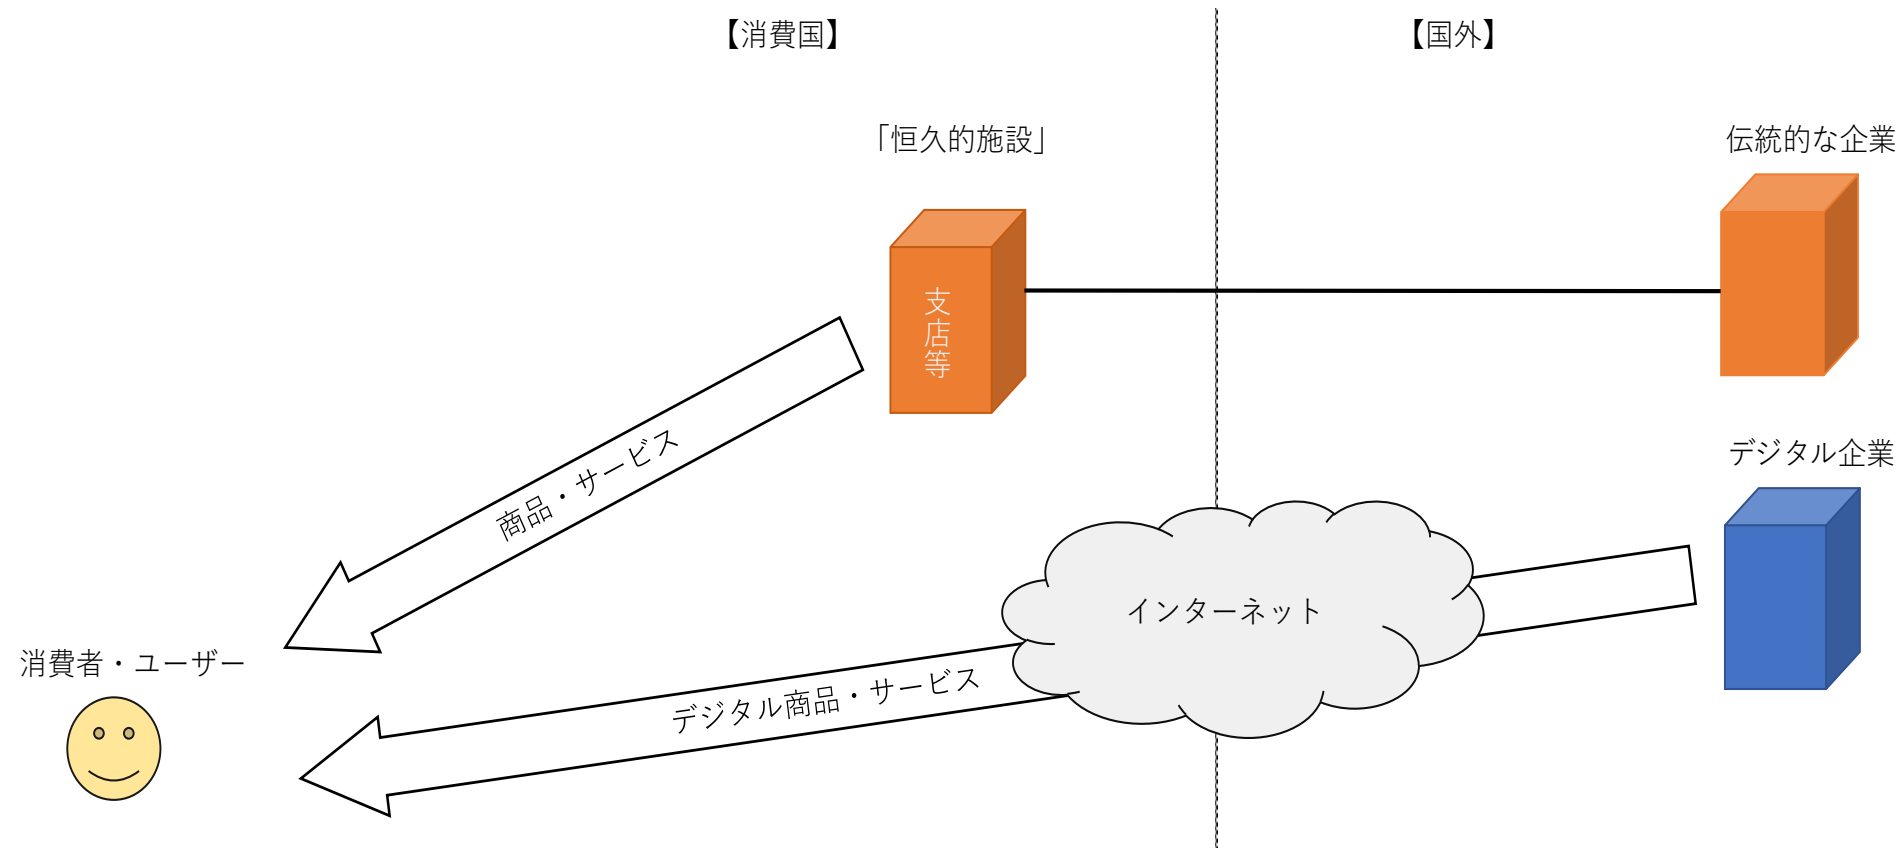 【消費国】
【国外】
「恒久的施設」
伝統的な企業
支店等
商品・サービス
デジタル企業
インターネット
消費者・ユーザー
デジタル商品・サービス